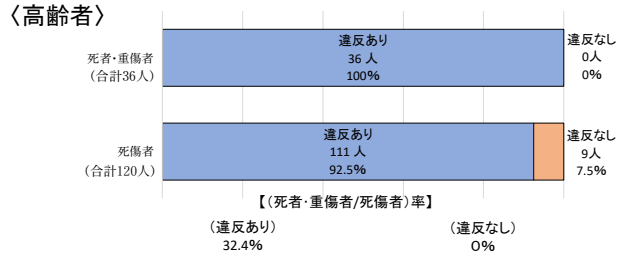 〈高齢者〉
死者・重傷者
(合計36人)
違反あり
36 人
100%
違反なし
0人
0%
死傷者
(合計120人)
違反あり
111 人
92.5%
違反なし
9人
7.5%
【(死者・重傷者/死傷者)率】
(違反あり)
32.4%
(違反なし)
0%